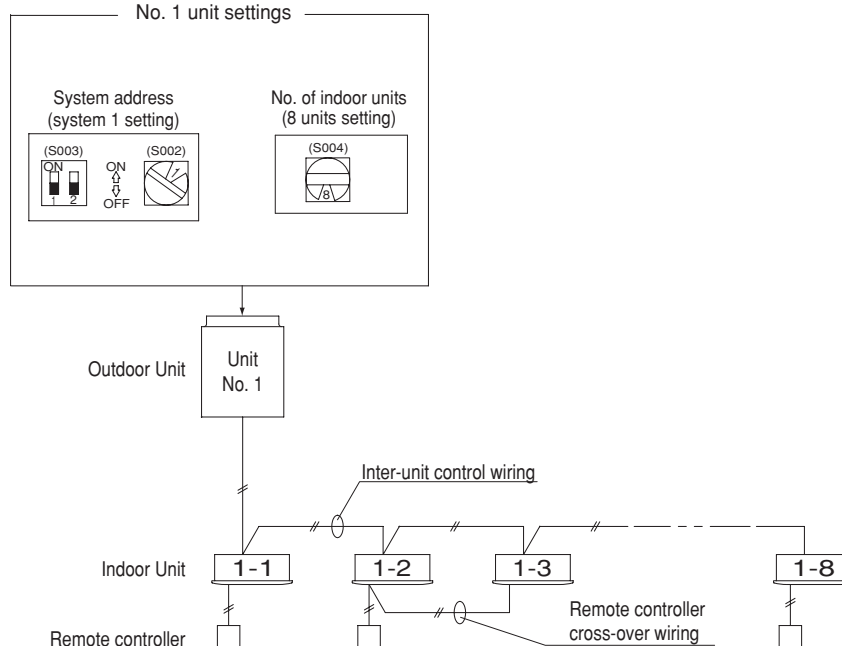 No. 1 unit settings
System address
(system 1 setting)
No. of indoor units
(8 units setting)
(S003)
(S002)
(S004)
ON
ON
1
2
OFF
1
8
Outdoor Unit
Unit
No. 1
Inter-unit control wiring
Indoor Unit
1-1
1-2
1-3
1-8
Remote controller
cross-over wiring
Remote controller